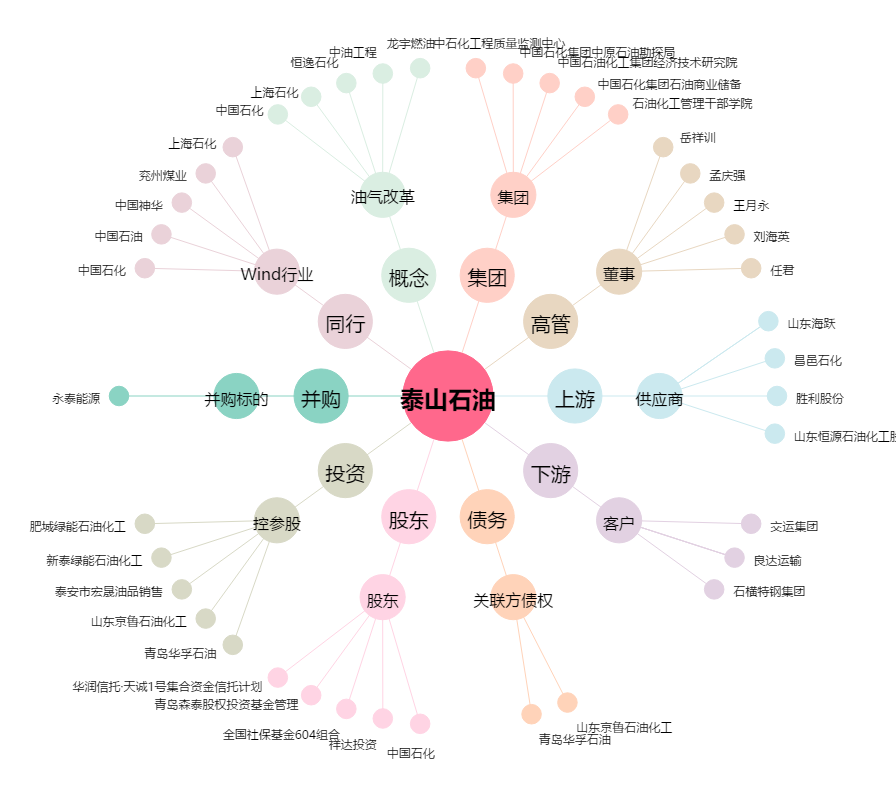 龙宇燃油
中石化工程质量监测中心
中油工程
中国石化集团中原石油勘探局
恒逸石化
中国石油化工集团经济技术研究院
上海石化
中国石化集团石油商业储备
中国石化
石油化工管理干部学院
上海石化
岳祥训
兖州煤业
孟庆强
油气改革
集团
中国神华
王月永
中国石油
刘海英
中国石化
Wind行业
概念
集团
董事
任君
同行
高管
山东海跃
昌邑石化
永泰能源
并购标的
并购
泰山石油
上游
供应商
胜利股份
山东恒源石油化工
投资
下游
肥城绿能石油化工
控参股
股东
债务
客户
交运集团
新泰绿能石油化工
良达运输
泰安市宏晟油品销售
石横特钢集团
股东
关联方债权
山东京鲁石油化工
青岛华孚石油
华润信托·天诚1号集合资金信托计划
青岛森泰股权投资基金管理
全国社保基金604组合
祥达投资
中国石化
山东京鲁石油化工
青岛华孚石油